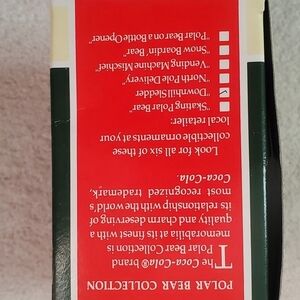 POLAR BEAR COLLECTION
The Coca-Cola® brand
Polar Bear Collection is
memorabilia at its finest with a
quality and charm deserving of
its relationship with the world's
most recognized trademark,
Coca-Cola.
Look for all six of these
collectible ornaments at your
local retailer:
"Skating Polar Bear"
✓ "Downhill Sledder"
"North Pole Delivery"
"Vending Machine Mischief"
"Snow Boardin' Bear"
"Polar Bear on a Bottle Opener"